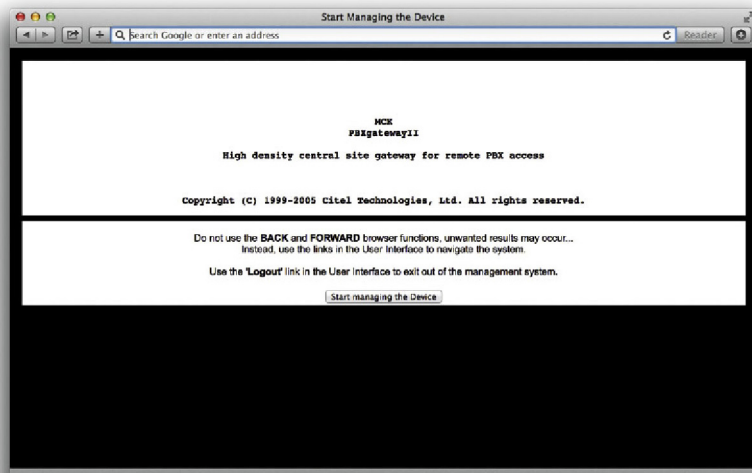 Start Managing the Device
Search Google or enter an address
Reader
MCK
PBXgatewayII
High density central site gateway for remote PBX access
Copyright (C) 1999-2005 Citel Technologies, Ltd. All rights reserved.
Do not use the BACK and FORWARD browser functions, unwanted results may occur...
Instead, use the links in the User Interface to navigate the system.
Use the 'Logout' link in the User Interface to exit out of the management system.
Start managing the Device